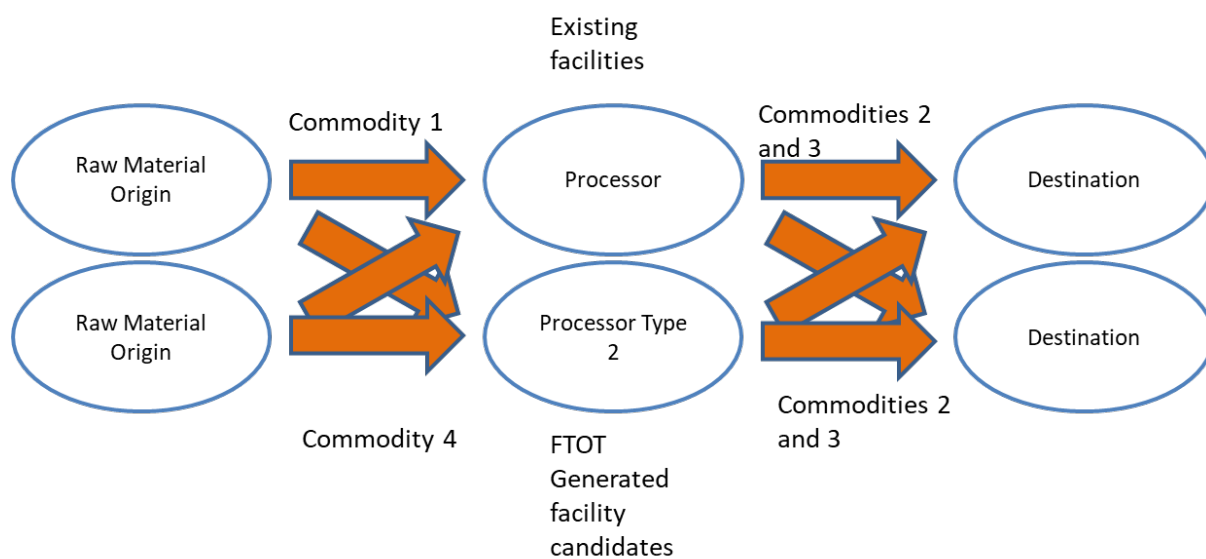 Existing
facilities
Commodity 1
Commodities 2
and 3
Raw Material
Origin
Processor
Destination
Raw Material
Origin
Processor Type
2
Destination
Commodity 4
Commodities 2
and 3
FTOT
Generated
facility
candidates